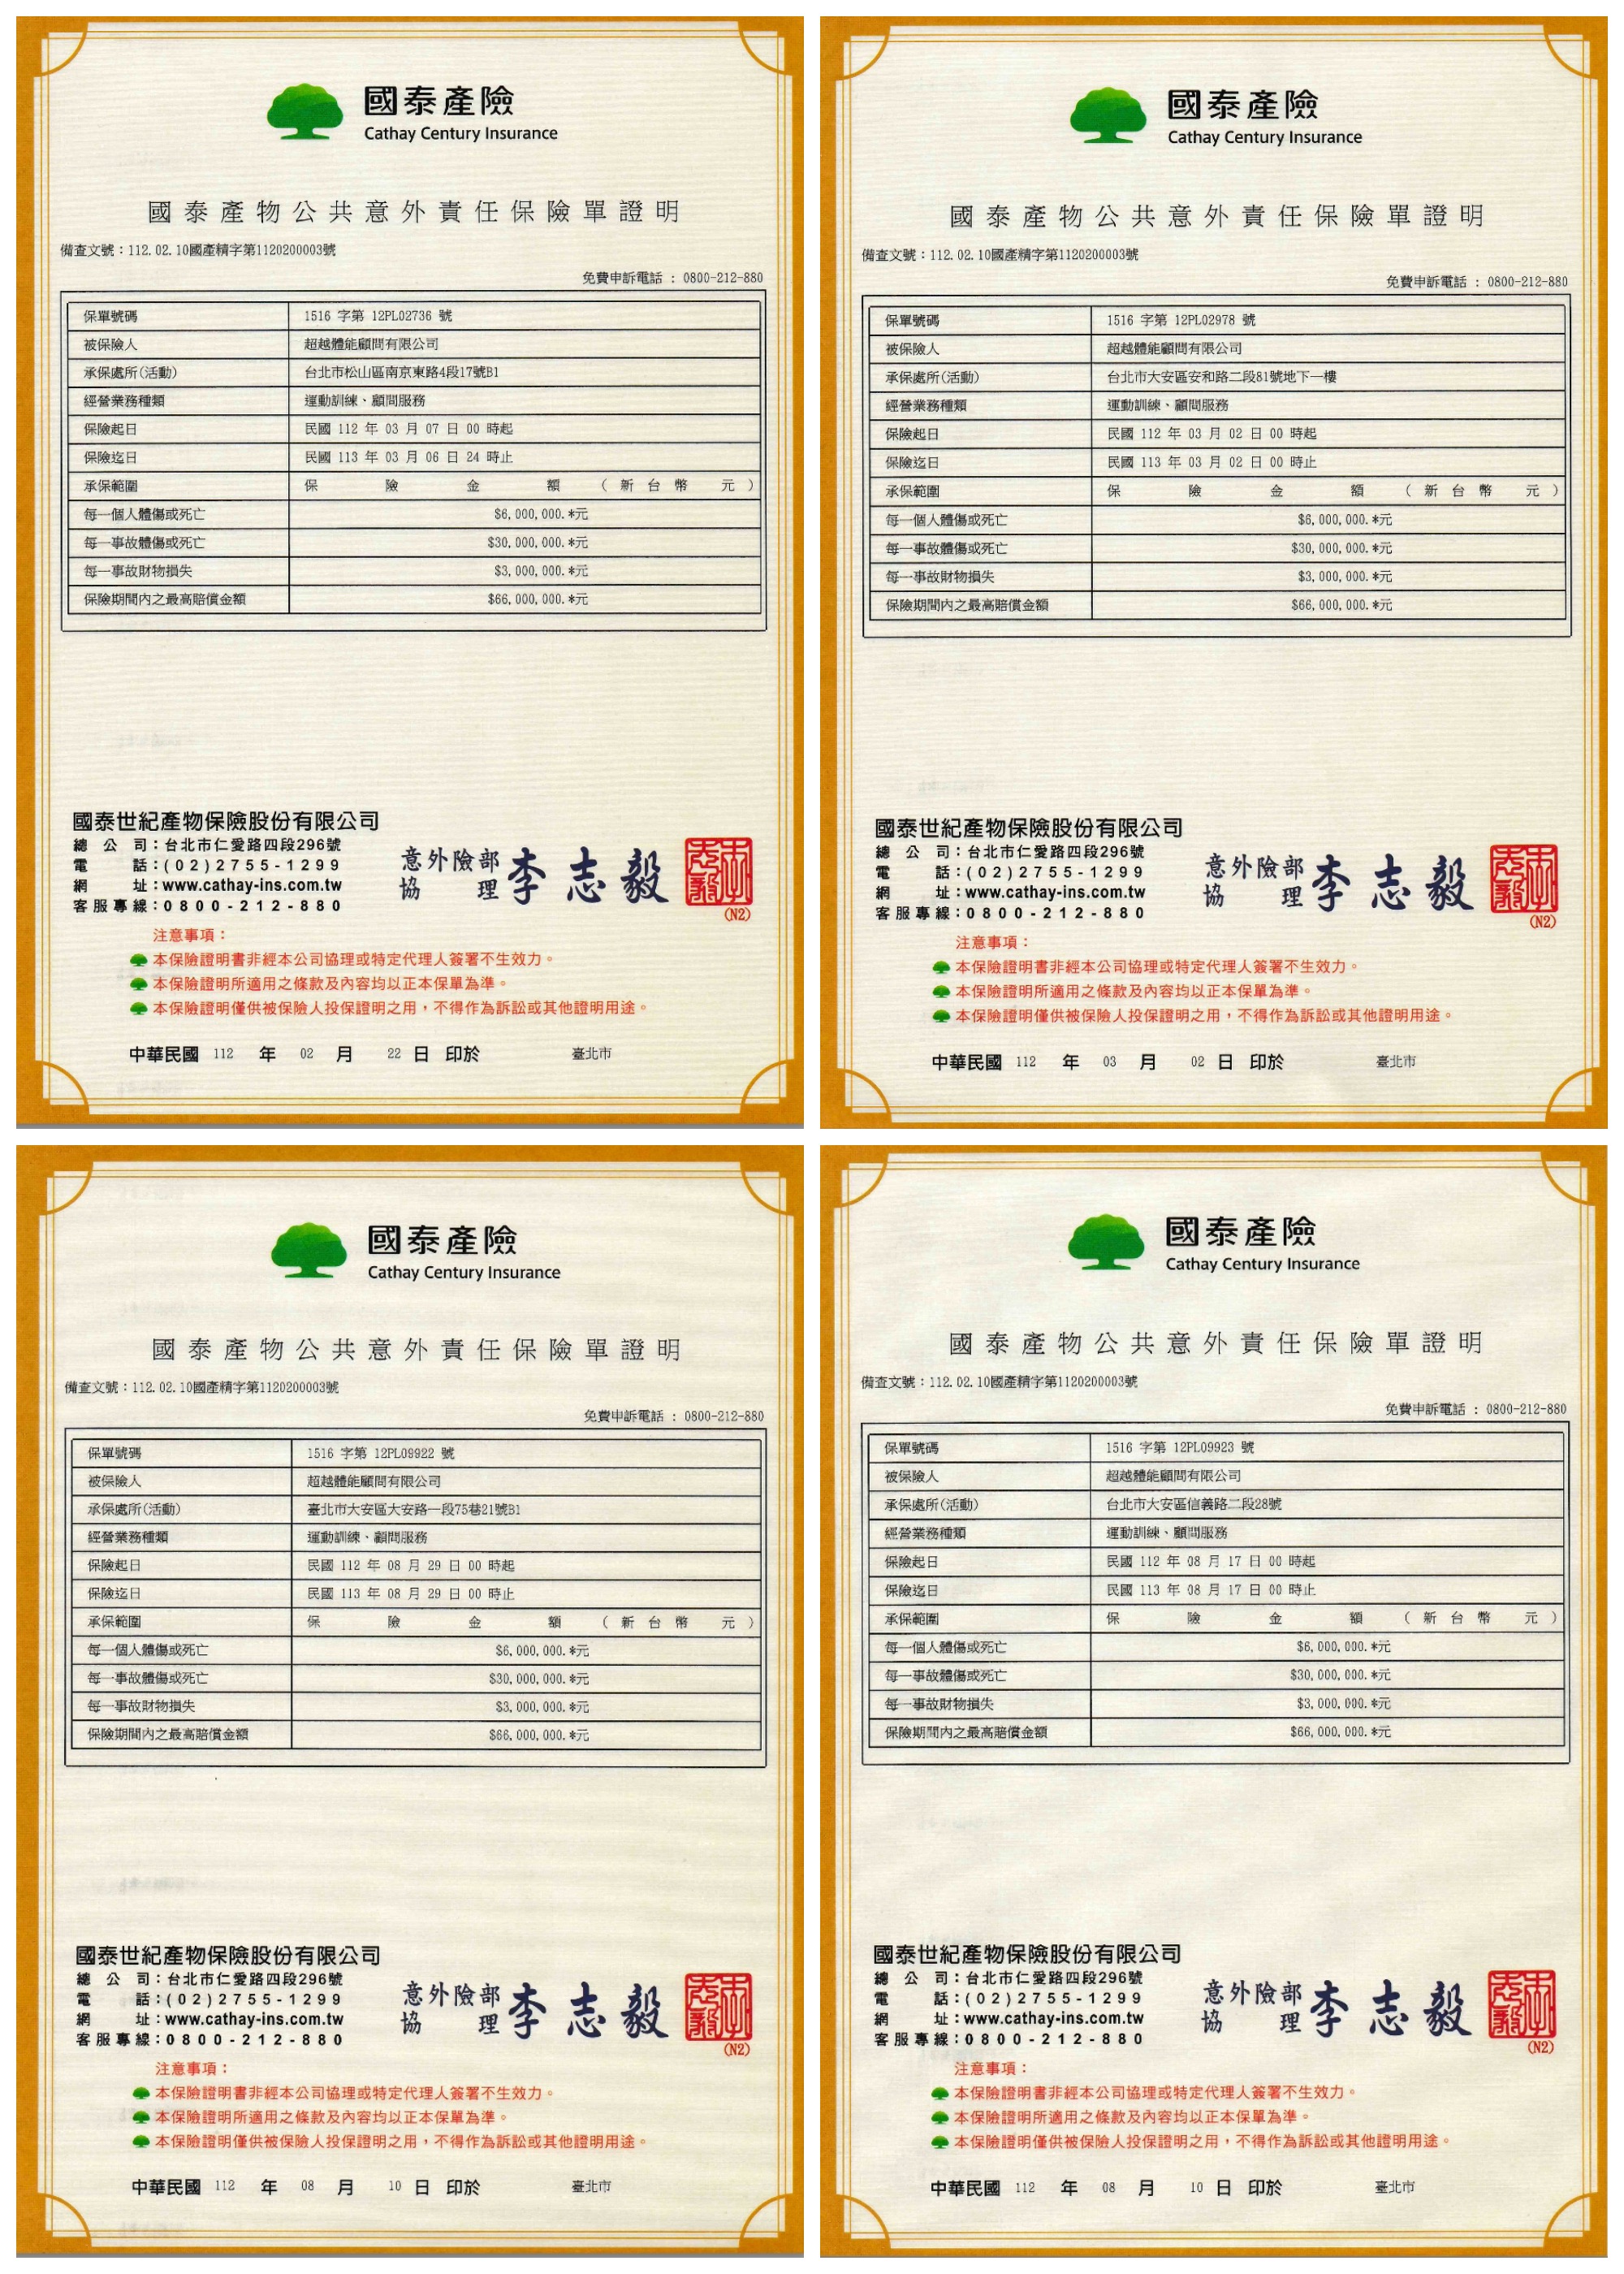 國泰產險
Cathay Century Insurance
國泰產物公共意外責任保險單證明
備查文號：112.02.10國產精字第1120200003號
免費申訴電話 : 0800-212-880
保單號碼 1516 字第 12PL02736 號
被保險人 超越體能顧問有限公司
承保處所(活動) 台北市松山區南京東路4段17號B1
經營業務種類 運動訓練、顧問服務
保險起日 民國 112 年 03 月 07 日 00 時起
保險迄日 民國 113 年 03 月 06 日 24 時止
承保範圍 保險金額(新台幣 元)
每一個人體傷或死亡 $6,000,000.*元
每一事故體傷或死亡 $30,000,000.*元
每一事故財物損失 $3,000,000.*元
保險期間內之最高賠償金額 $66,000,000.*元
國泰世紀產物保險股份有限公司
總公司：台北市仁愛路四段296號
電話：(02)2755-1299
網址：www.cathay-ins.com.tw
客服專線：0800-212-880
意外險部
協理 李志毅
(N2)
注意事項：
本保險證明書非經本公司協理或特定代理人簽署不生效力。
本保險證明所適用之條款及內容均以正本保單為準。
本保險證明僅供被保險人投保證明之用，不得作為訴訟或其他證明用途。
中華民國 112 年 02 月 22 日 印於 臺北市
國泰產險
Cathay Century Insurance
國泰產物公共意外責任保險單證明
備查文號：112.02.10國產精字第1120200003號
免費申訴電話 : 0800-212-880
保單號碼 1516 字第 12PL02978 號
被保險人 超越體能顧問有限公司
承保處所(活動) 台北市大安區安和路二段81號地下一樓
經營業務種類 運動訓練、顧問服務
保險起日 民國 112 年 03 月 02 日 00 時起
保險迄日 民國 113 年 03 月 02 日 00 時止
承保範圍 保險金額(新台幣 元)
每一個人體傷或死亡 $6,000,000.*元
每一事故體傷或死亡 $30,000,000.*元
每一事故財物損失 $3,000,000.*元
保險期間內之最高賠償金額 $66,000,000.*元
國泰世紀產物保險股份有限公司
總公司：台北市仁愛路四段296號
電話：(02)2755-1299
網址：www.cathay-ins.com.tw
客服專線：0800-212-880
意外險部
協理 李志毅
(N2)
注意事項：
本保險證明書非經本公司協理或特定代理人簽署不生效力。
本保險證明所適用之條款及內容均以正本保單為準。
本保險證明僅供被保險人投保證明之用，不得作為訴訟或其他證明用途。
中華民國 112 年 03 月 02 日 印於 臺北市
國泰產險
Cathay Century Insurance
國泰產物公共意外責任保險單證明
備查文號：112.02.10國產精字第1120200003號
免費申訴電話 : 0800-212-880
保單號碼 1516 字第 12PL09922 號
被保險人 超越體能顧問有限公司
承保處所(活動) 臺北市大安區大安路一段75巷21號B1
經營業務種類 運動訓練、顧問服務
保險起日 民國 112 年 08 月 29 日 00 時起
保險迄日 民國 113 年 08 月 29 日 00 時止
承保範圍 保險金額(新台幣 元)
每一個人體傷或死亡 $6,000,000.*元
每一事故體傷或死亡 $30,000,000.*元
每一事故財物損失 $3,000,000.*元
保險期間內之最高賠償金額 $66,000,000.*元
國泰世紀產物保險股份有限公司
總公司：台北市仁愛路四段296號
電話：(02)2755-1299
網址：www.cathay-ins.com.tw
客服專線：0800-212-880
意外險部
協理 李志毅
(N2)
注意事項：
本保險證明書非經本公司協理或特定代理人簽署不生效力。
本保險證明所適用之條款及內容均以正本保單為準。
本保險證明僅供被保險人投保證明之用，不得作為訴訟或其他證明用途。
中華民國 112 年 08 月 10 日 印於 臺北市
國泰產險
Cathay Century Insurance
國泰產物公共意外責任保險單證明
備查文號：112.02.10國產精字第1120200003號
免費申訴電話 : 0800-212-880
保單號碼 1516 字第 12PL09923 號
被保險人 超越體能顧問有限公司
承保處所(活動) 台北市大安區信義路二段28號
經營業務種類 運動訓練、顧問服務
保險起日 民國 112 年 08 月 17 日 00 時起
保險迄日 民國 113 年 08 月 17 日 00 時止
承保範圍 保險金額(新台幣 元)
每一個人體傷或死亡 $6,000,000.*元
每一事故體傷或死亡 $30,000,000.*元
每一事故財物損失 $3,000,000.*元
保險期間內之最高賠償金額 $66,000,000.*元
國泰世紀產物保險股份有限公司
總公司：台北市仁愛路四段296號
電話：(02)2755-1299
網址：www.cathay-ins.com.tw
客服專線：0800-212-880
意外險部
協理 李志毅
(N2)
注意事項：
本保險證明書非經本公司協理或特定代理人簽署不生效力。
本保險證明所適用之條款及內容均以正本保單為準。
本保險證明僅供被保險人投保證明之用，不得作為訴訟或其他證明用途。
中華民國 112 年 08 月 10 日 印於 臺北市